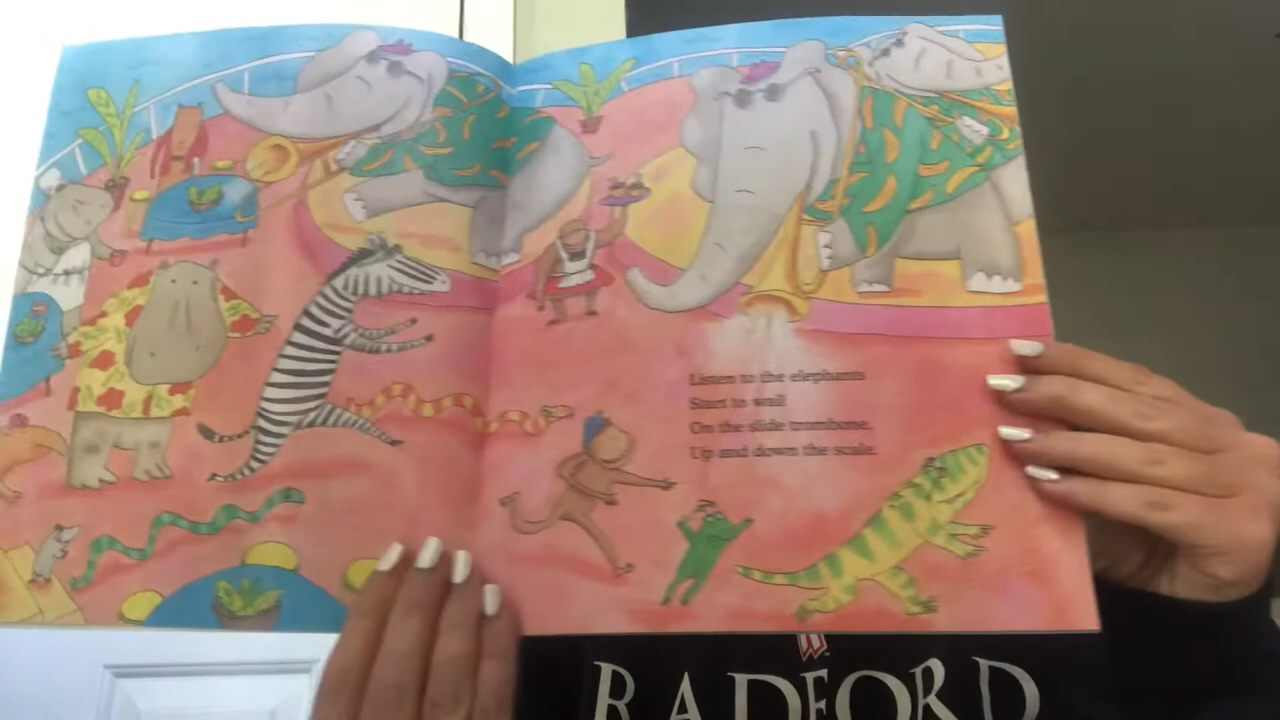 Listen to the elephants
Start to wail
On the slide trombone,
Up and down the scale.
RADFORD